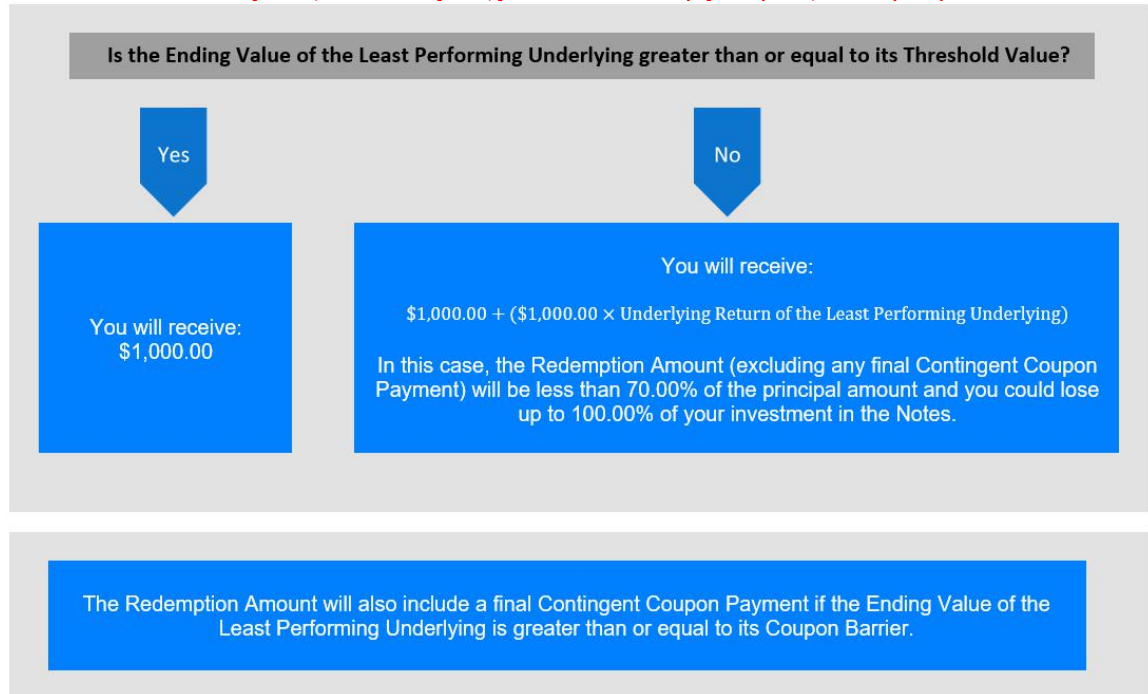 Is the Ending Value of the Least Performing Underlying greater than or equal to its Threshold Value?
Yes
No
You will receive:
$1,000.00
You will receive:
$1,000.00 + ($1,000.00 × Underlying Return of the Least Performing Underlying)
In this case, the Redemption Amount (excluding any final Contingent Coupon
Payment) will be less than 70.00% of the principal amount and you could lose
up to 100.00% of your investment in the Notes.
The Redemption Amount will also include a final Contingent Coupon Payment if the Ending Value of the
Least Performing Underlying is greater than or equal to its Coupon Barrier.